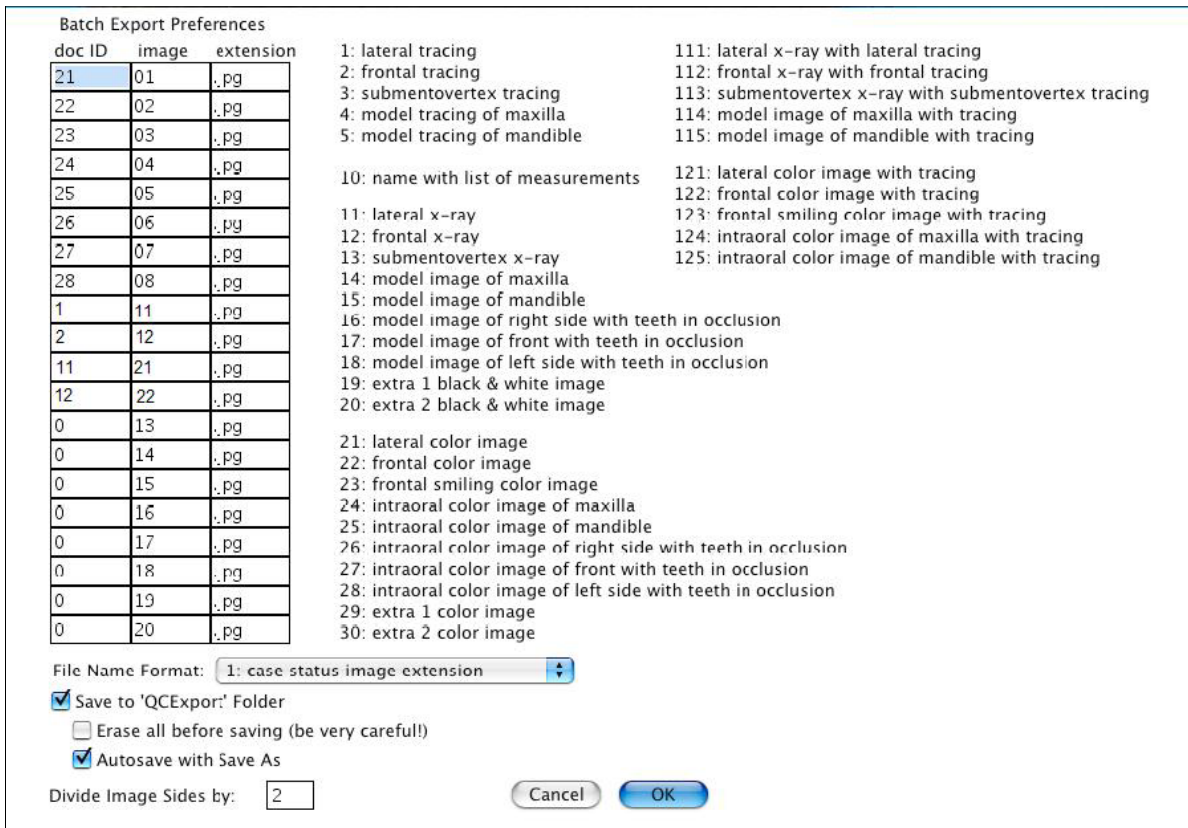 Batch Export Preferences
doc ID image extension
21 01 .jpg
22 02 .jpg
23 03 .jpg
24 04 .jpg
25 05 .jpg
26 06 .jpg
27 07 .jpg
28 08 .jpg
1 11 .jpg
2 12 .jpg
11 21 .jpg
12 22 .jpg
0 13 .jpg
0 14 .jpg
0 15 .jpg
0 16 .jpg
0 17 .jpg
0 18 .jpg
0 19 .jpg
0 20 .jpg
1: lateral tracing
2: frontal tracing
3: submentovertex tracing
4: model tracing of maxilla
5: model tracing of mandible
10: name with list of measurements
11: lateral x-ray
12: frontal x-ray
13: submentovertex x-ray
14: model image of maxilla
15: model image of mandible
16: model image of right side with teeth in occlusion
17: model image of front with teeth in occlusion
18: model image of left side with teeth in occlusion
19: extra 1 black & white image
20: extra 2 black & white image
21: lateral color image
22: frontal color image
23: frontal smiling color image
24: intraoral color image of maxilla
25: intraoral color image of mandible
26: intraoral color image of right side with teeth in occlusion
27: intraoral color image of front with teeth in occlusion
28: intraoral color image of left side with teeth in occlusion
29: extra 1 color image
30: extra 2 color image
111: lateral x-ray with lateral tracing
112: frontal x-ray with frontal tracing
113: submentovertex x-ray with submentovertex tracing
114: model image of maxilla with tracing
115: model image of mandible with tracing
121: lateral color image with tracing
122: frontal color image with tracing
123: frontal smiling color image with tracing
124: intraoral color image of maxilla with tracing
125: intraoral color image of mandible with tracing
File Name Format: 1: case status image extension
Save to 'QCExport' Folder
Erase all before saving (be very careful!)
Autosave with Save As
Divide Image Sides by: 2
Cancel OK